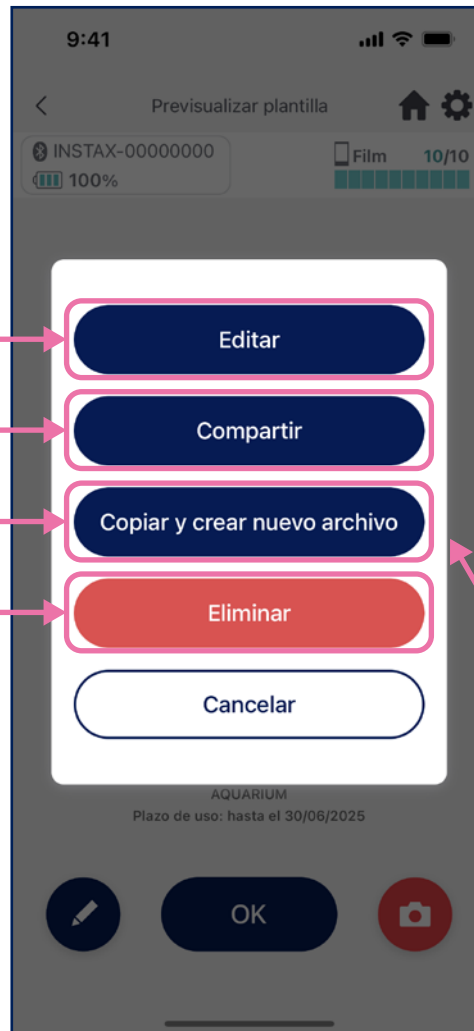 9:41
Previsualizar plantilla
INSTAX-00000000
Film 10/10
100%
Editar
Compartir
Copiar y crear nuevo archivo
Eliminar
Cancelar
AQUARIUM
Plazo de uso: hasta el 30/06/2025
OK